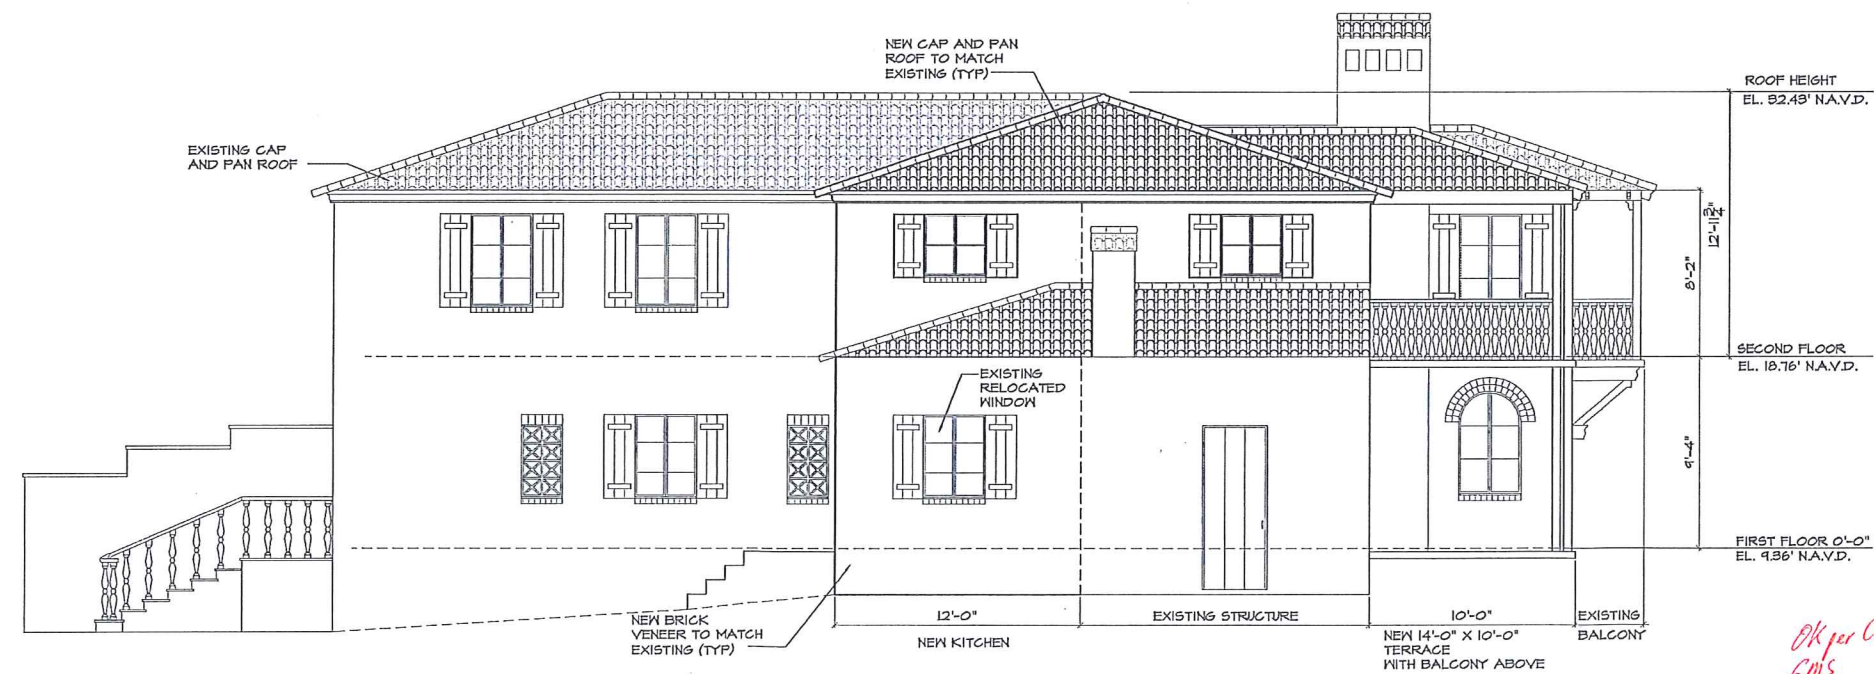 NEW CAP AND PAN
ROOF TO MATCH
EXISTING (TYP)
ROOF HEIGHT
EL. 32.43' N.A.V.D.
EXISTING CAP
AND PAN ROOF
12'-11 3/4"
8'-2"
SECOND FLOOR
EL. 18.76' N.A.V.D.
EXISTING
RELOCATED
WINDOW
9'-4"
FIRST FLOOR 0'-0"
EL. 9.36' N.A.V.D.
NEW BRICK
VENEER TO MATCH
EXISTING (TYP)
12'-0"
NEW KITCHEN
EXISTING STRUCTURE
10'-0"
NEW 14'-0" X 10'-0"
TERRACE
WITH BALCONY ABOVE
EXISTING
BALCONY
OK per C